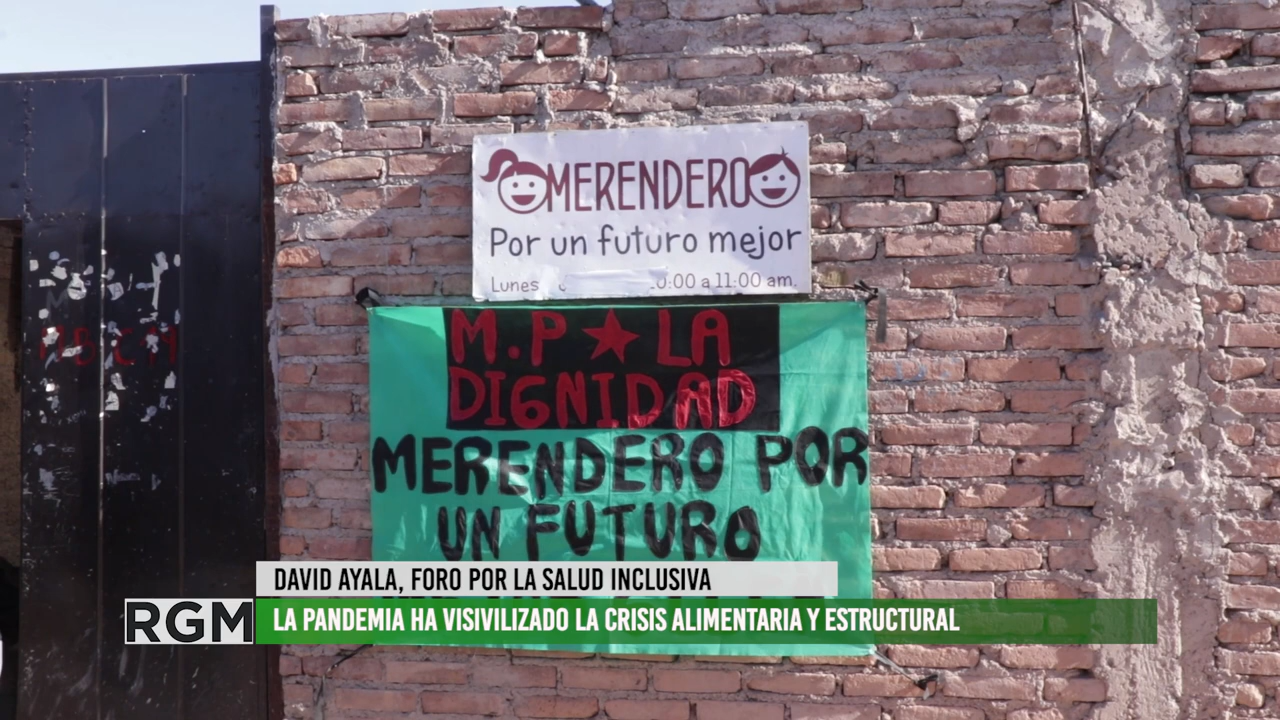 MERENDERO
Por un futuro mejor
Lunes 0:00 a 11:00 am.
M.P ★ LA
DIGNIDAD
MERENDERO POR
UN FUTURO
DAVID AYALA, FORO POR LA SALUD INCLUSIVA
RGM
LA PANDEMIA HA VISIVILIZADO LA CRISIS ALIMENTARIA Y ESTRUCTURAL